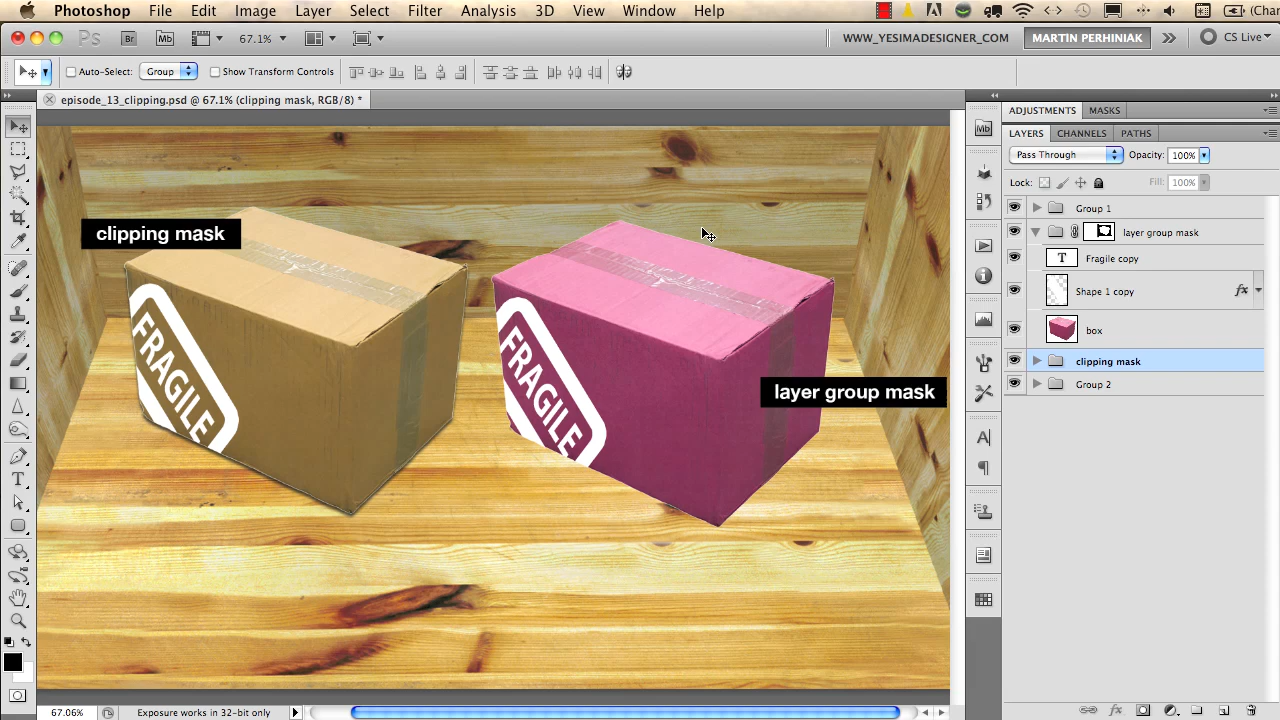 Photoshop File Edit Image Layer Select Filter Analysis 3D View Window Help
Ps Br Mb 67.1% WWW_YESIMADESIGNER_COM MARTIN PERHINIAK CS Live
Auto-Select: Group Show Transform Controls
episode_13_clipping.psd @ 67.1% (clipping mask, RGB/8) *
ADJUSTMENTS MASKS
LAYERS CHANNELS PATHS
Pass Through Opacity: 100%
Lock: Fill: 100%
Group 1
layer group mask
T Fragile copy
Shape 1 copy fx
box
clipping mask
Group 2
clipping mask
FRAGILE
FRAGILE
layer group mask
67.06% Exposure works in 32-bit only